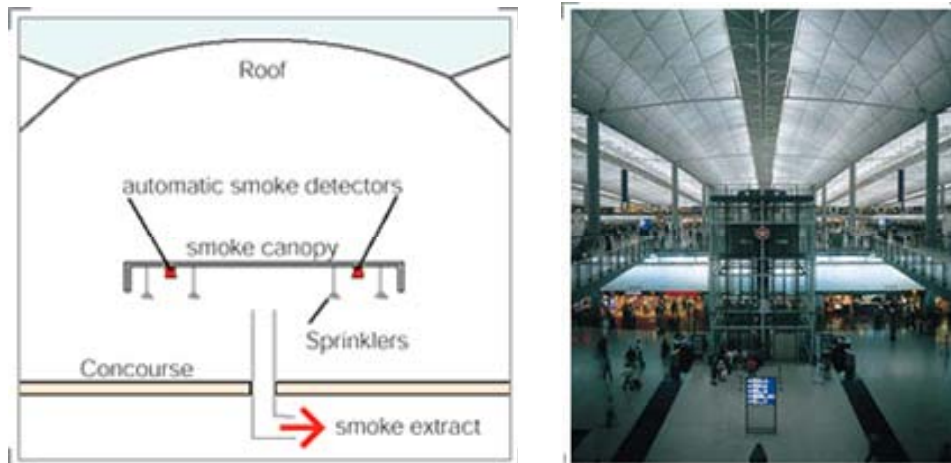 Roof
automatic smoke detectors
smoke canopy
Sprinklers
Concourse
smoke extract